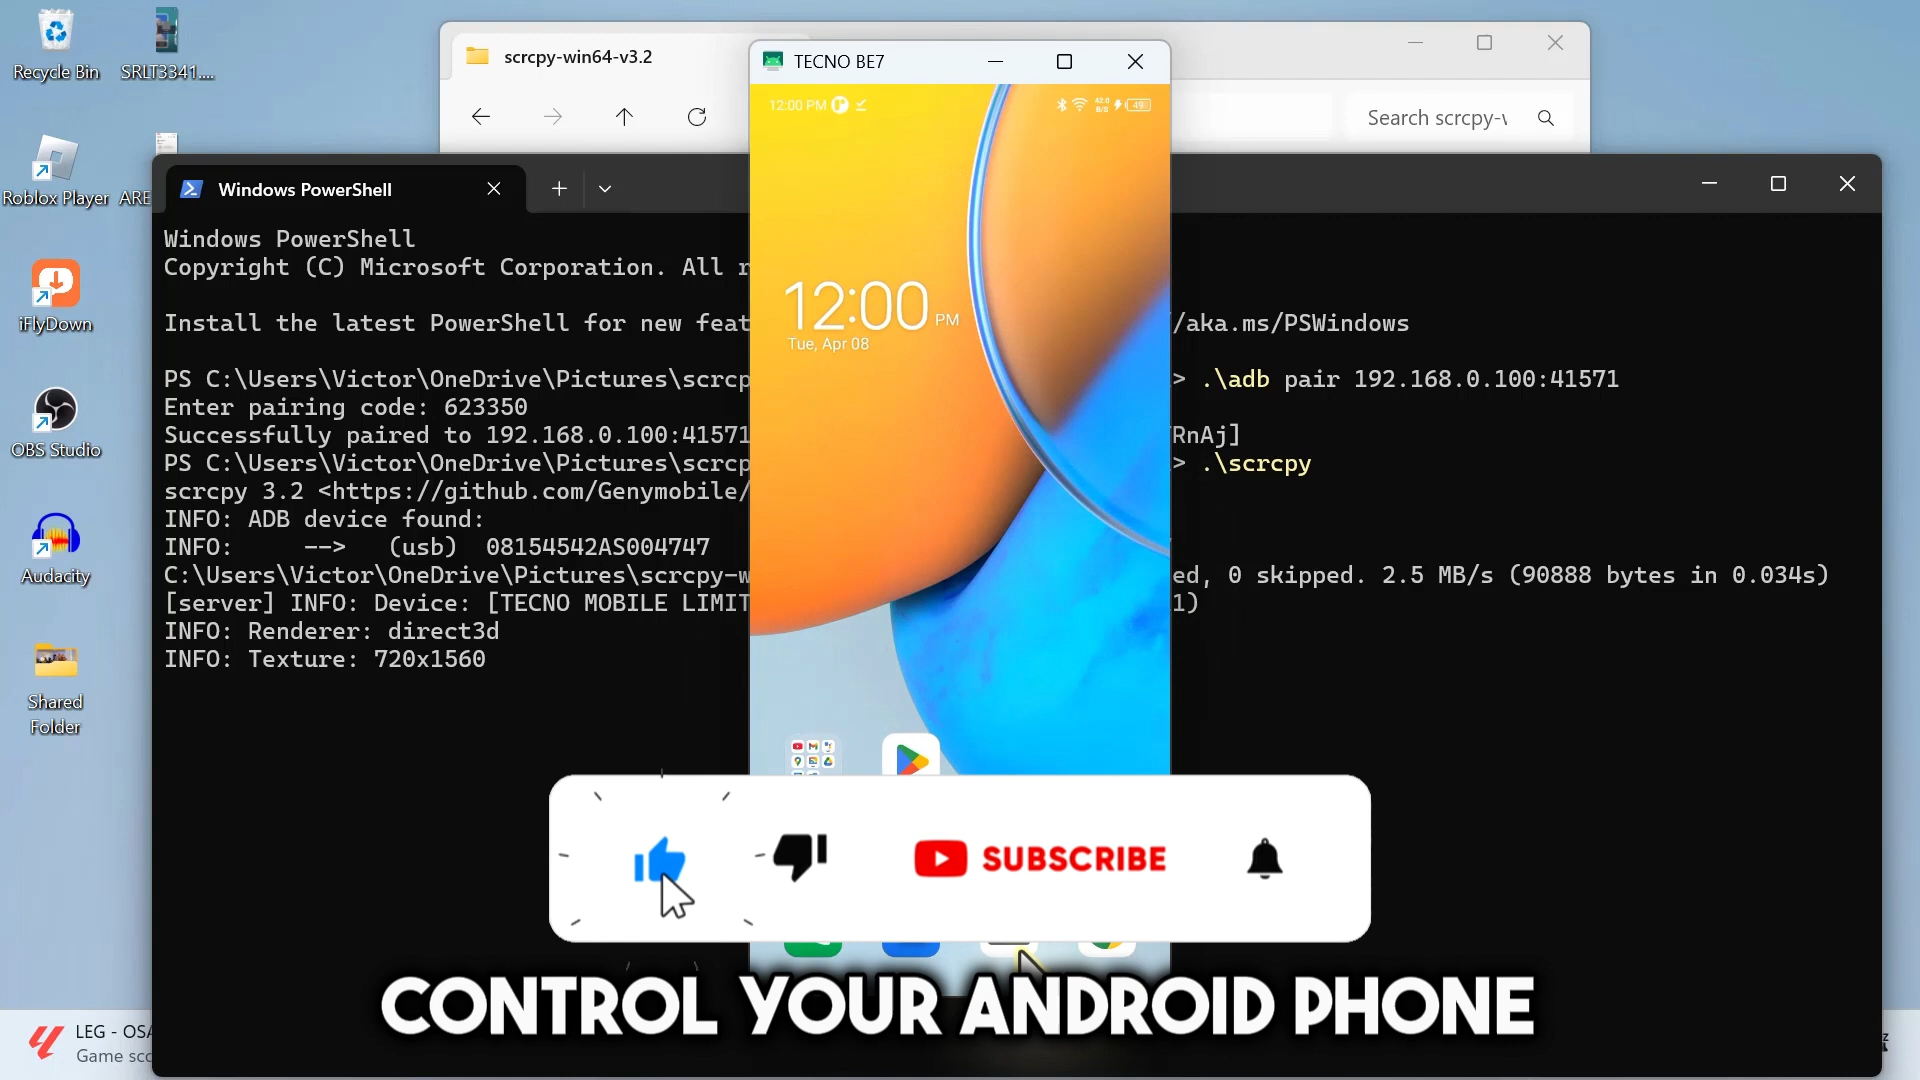 Recycle Bin
SRLT3341....
Roblox Player
ARE
iFlyDown
OBS Studio
Audacity
Shared
Folder
scrcpy-win64-v3.2
Search scrcpy-v
TECNO BE7
12:00 PM
49
12:00 PM
Tue, Apr 08
Windows PowerShell
Windows PowerShell
Copyright (C) Microsoft Corporation. All r
Install the latest PowerShell for new feat
/aka.ms/PSWindows
PS C:\Users\Victor\OneDrive\Pictures\scrcp
> .\adb pair 192.168.0.100:41571
Enter pairing code: 623350
Successfully paired to 192.168.0.100:41571
RnAj]
PS C:\Users\Victor\OneDrive\Pictures\scrcp
> .\scrcpy
scrcpy 3.2 <https://github.com/Genymobile/
INFO: ADB device found:
INFO:     -->   (usb)  08154542AS004747
C:\Users\Victor\OneDrive\Pictures\scrcpy-w
ed, 0 skipped. 2.5 MB/s (90888 bytes in 0.034s)
[server] INFO: Device: [TECNO MOBILE LIMIT
1)
INFO: Renderer: direct3d
INFO: Texture: 720x1560
SUBSCRIBE
CONTROL YOUR ANDROID PHONE
LEG - OSA
Game sco